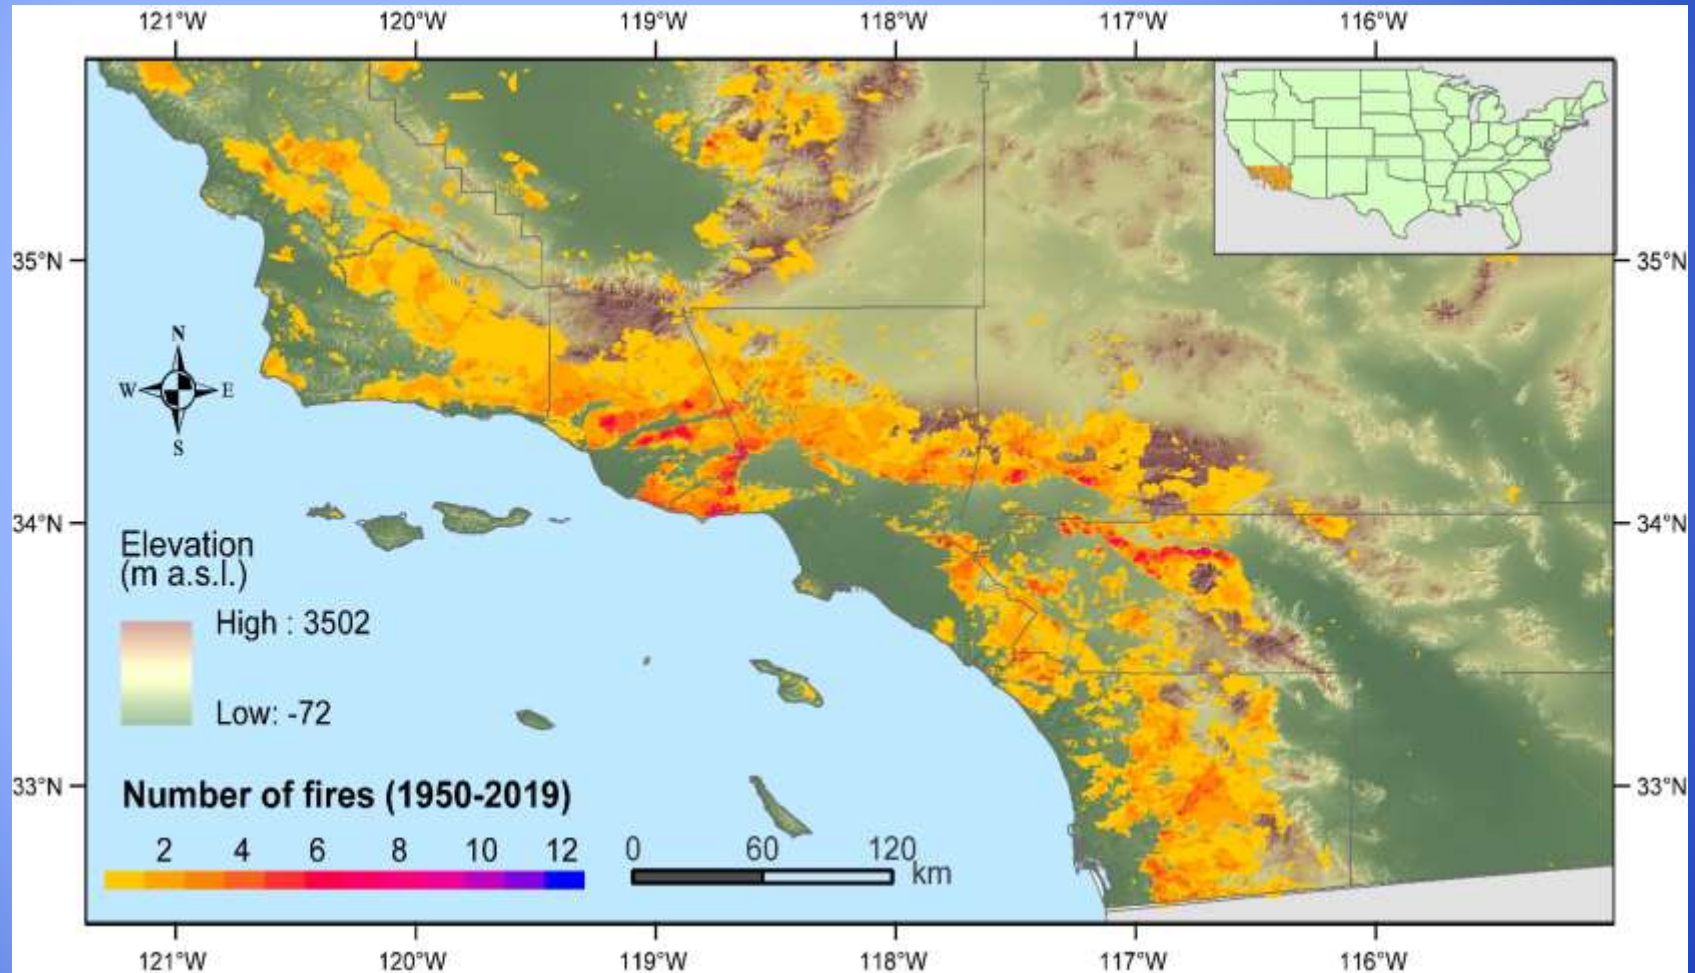 121°W 120°W 119°W 118°W 117°W 116°W
35°N 35°N
N
W E
S
34°N 34°N
Elevation
(m a.s.l.)
High : 3502
Low: -72
33°N 33°N
Number of fires (1950-2019)
2 4 6 8 10 12
0 60 120
km
121°W 120°W 119°W 118°W 117°W 116°W